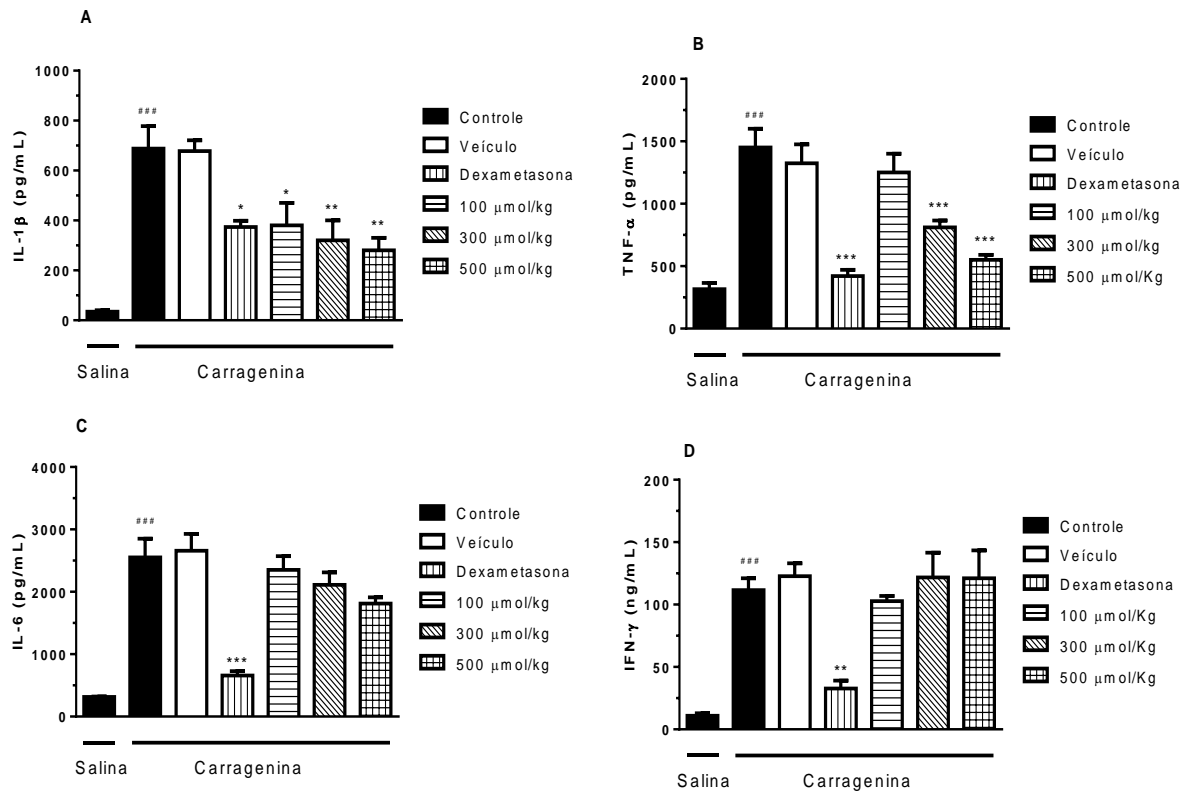 A
IL-1β (pg/mL)
1000
800
600
400
200
0
###
*
*
**
**
Salina
Carragenina
Controle
Veículo
Dexametasona
100 μmol/kg
300 μmol/kg
500 μmol/kg
B
TNF-α (pg/mL)
2000
1500
1000
500
0
###
***
***
***
Salina
Carragenina
Controle
Veículo
Dexametasona
100 μmol/kg
300 μmol/kg
500 μmol/Kg
C
IL-6 (pg/mL)
4000
3000
2000
1000
0
###
***
Salina
Carragenina
Controle
Veículo
Dexametasona
100 μmol/kg
300 μmol/kg
500 μmol/kg
D
IFN-γ (ng/mL)
200
150
100
50
0
###
**
Salina
Carragenina
Controle
Veículo
Dexametasona
100 μmol/Kg
300 μmol/Kg
500 μmol/Kg